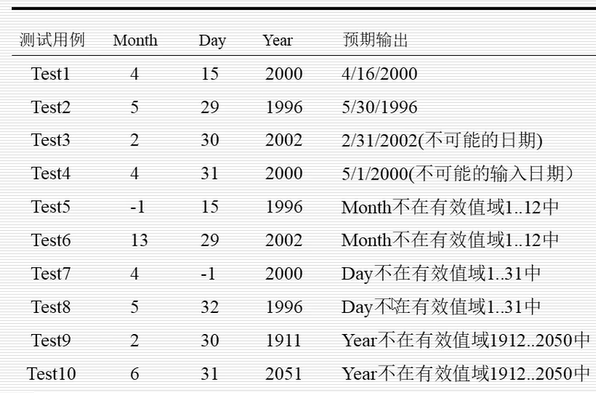 测试用例 Month Day Year 预期输出
Test1 4 15 2000 4/16/2000
Test2 5 29 1996 5/30/1996
Test3 2 30 2002 2/31/2002(不可能的日期)
Test4 4 31 2000 5/1/2000(不可能的输入日期）
Test5 -1 15 1996 Month不在有效值域1..12中
Test6 13 29 2002 Month不在有效值域1..12中
Test7 4 -1 2000 Day不在有效值域1..31中
Test8 5 32 1996 Day不在有效值域1..31中
Test9 2 30 1911 Year不在有效值域1912..2050中
Test10 6 31 2051 Year不在有效值域1912..2050中